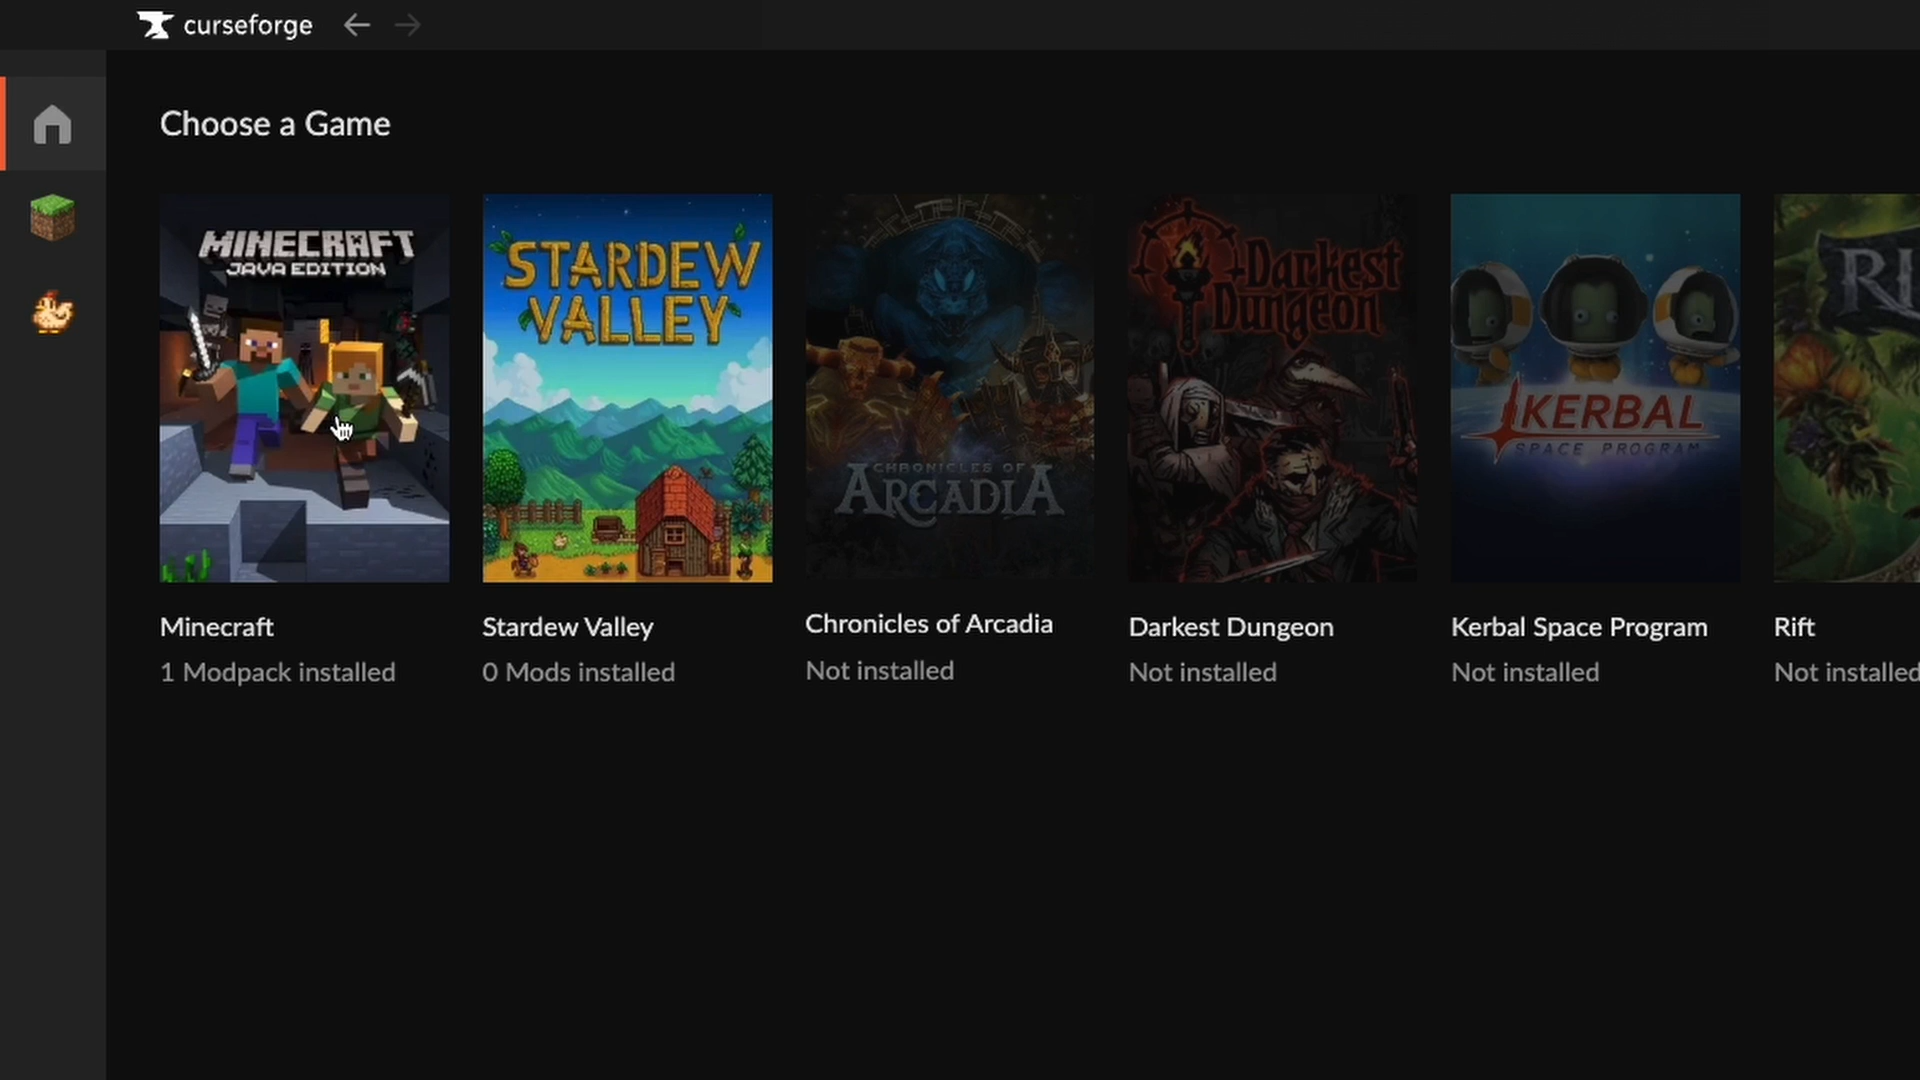 curseforge
Choose a Game
MINECRAFT
JAVA EDITION
STARDEW
VALLEY
CHRONICLES OF
ARCADIA
Darkest
Dungeon
KERBAL
SPACE PROGRAM
Minecraft
Stardew Valley
Chronicles of Arcadia
Darkest Dungeon
Kerbal Space Program
Rift
1 Modpack installed
0 Mods installed
Not installed
Not installed
Not installed
Not installed